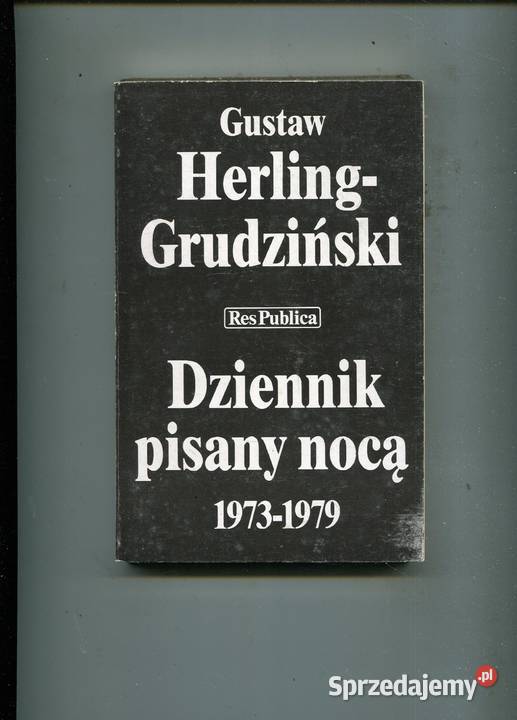 Gustaw
Herling-
Grudziński
Res Publica
Dziennik
pisany nocą
1973-1979
Sprzedajemy.pl